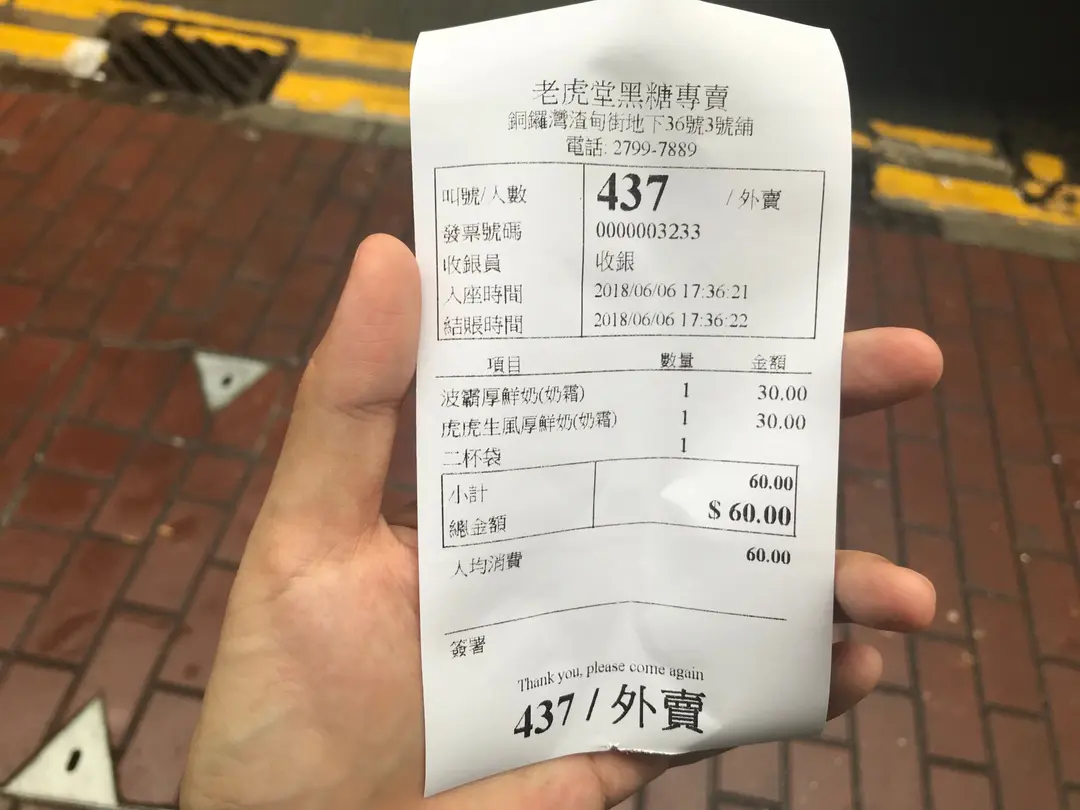 老虎堂黑糖專賣
銅鑼灣渣甸街地下36號3號舖
電話: 2799-7889
叫號/人數 437 /外賣
發票號碼 0000003233
收銀員 收銀
入座時間 2018/06/06 17:36:21
結賬時間 2018/06/06 17:36:22
項目 數量 金額
波霸厚鮮奶(奶霜) 1 30.00
虎虎生風厚鮮奶(奶霜) 1 30.00
二杯袋 1
小計 60.00
總金額 $ 60.00
人均消費 60.00
簽署
Thank you, please come again
437 / 外賣